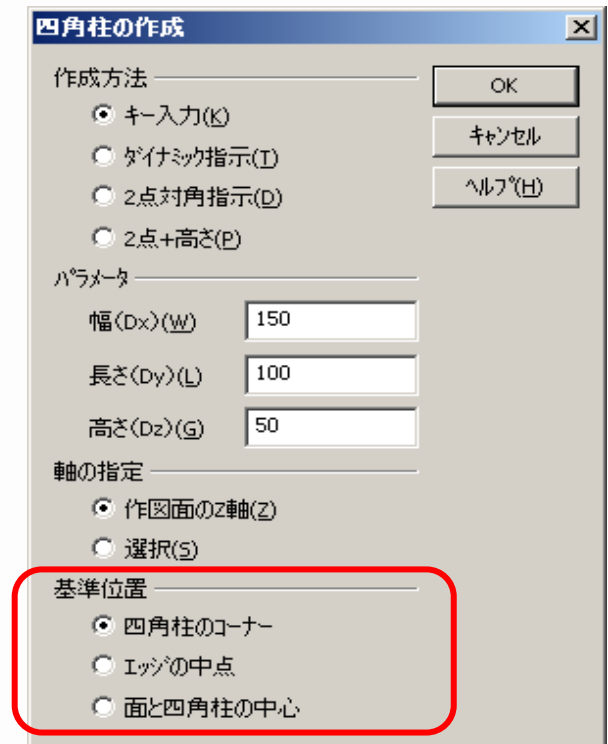 四角柱の作成
作成方法
キー入力(K)
ダイナミック指示(T)
2点対角指示(D)
2点+高さ(P)
OK
キャンセル
ヘルプ(H)
パラメータ
幅(Dx)(W) 150
長さ(Dy)(L) 100
高さ(Dz)(G) 50
軸の指定
作図面のZ軸(Z)
選択(S)
基準位置
四角柱のコーナー
エッジの中点
面と四角柱の中心